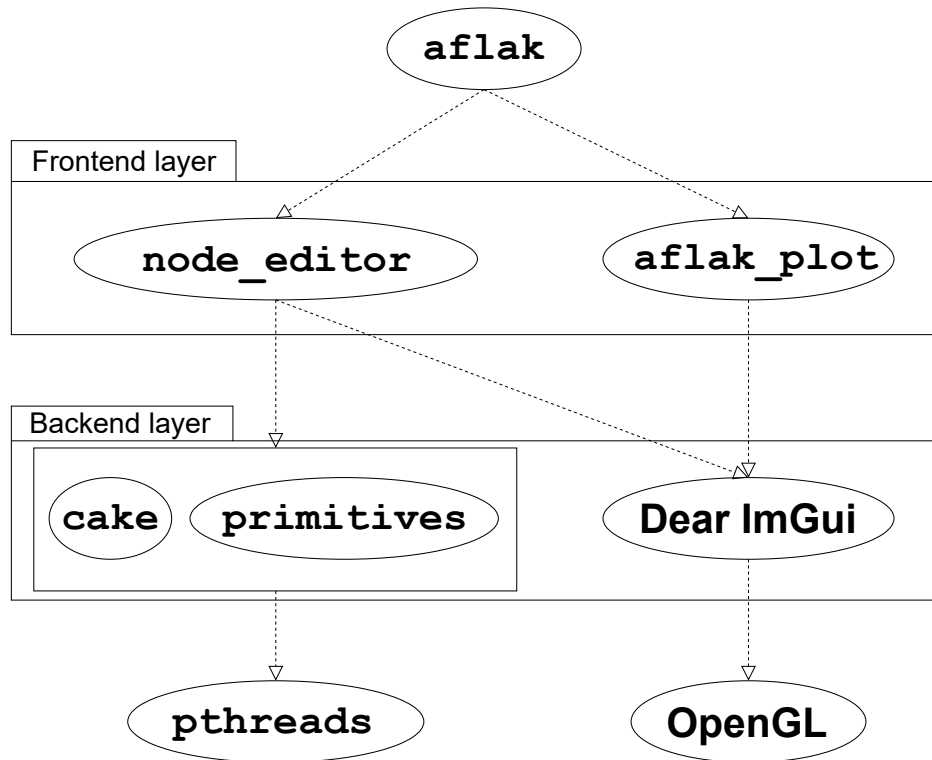 aflak
Frontend layer
node_editor
aflak_plot
Backend layer
cake
primitives
Dear ImGui
pthreads
OpenGL